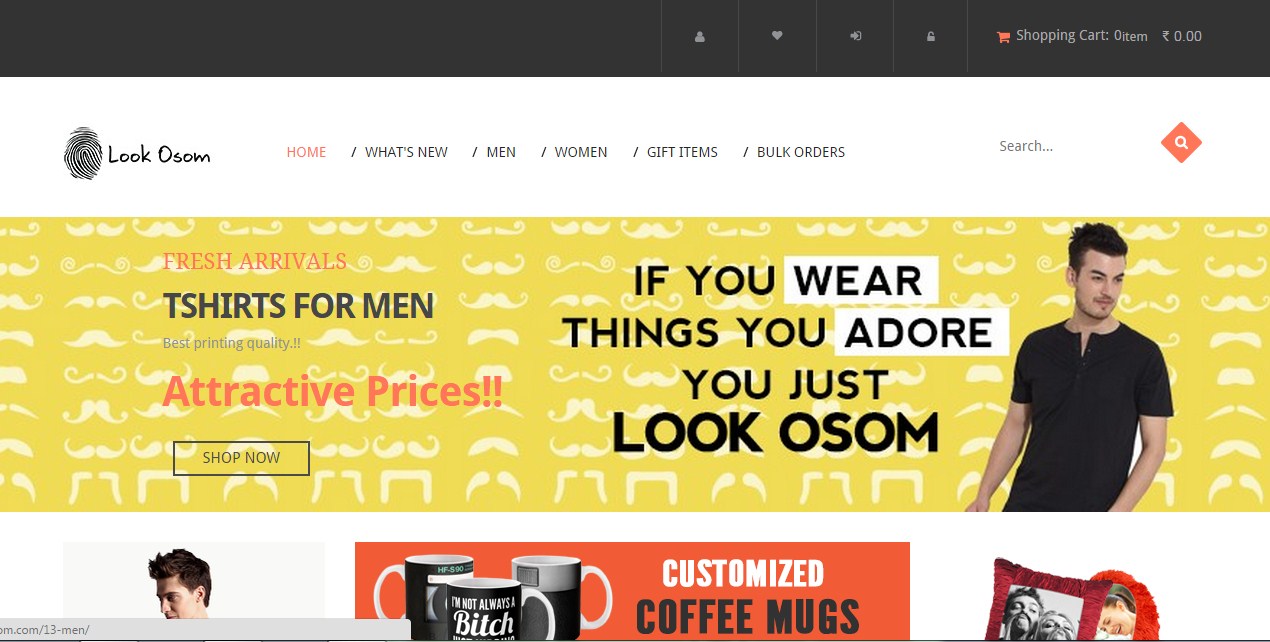 Shopping Cart: 0item ₹ 0.00
Look Osom
HOME / WHAT'S NEW / MEN / WOMEN / GIFT ITEMS / BULK ORDERS
Search...
FRESH ARRIVALS
TSHIRTS FOR MEN
Best printing quality.!!
Attractive Prices!!
SHOP NOW
IF YOU WEAR
THINGS YOU ADORE
YOU JUST
LOOK OSOM
HF-S90
I'M NOT ALWAYS A
Bitch
CUSTOMIZED
COFFEE MUGS
om.com/13-men/